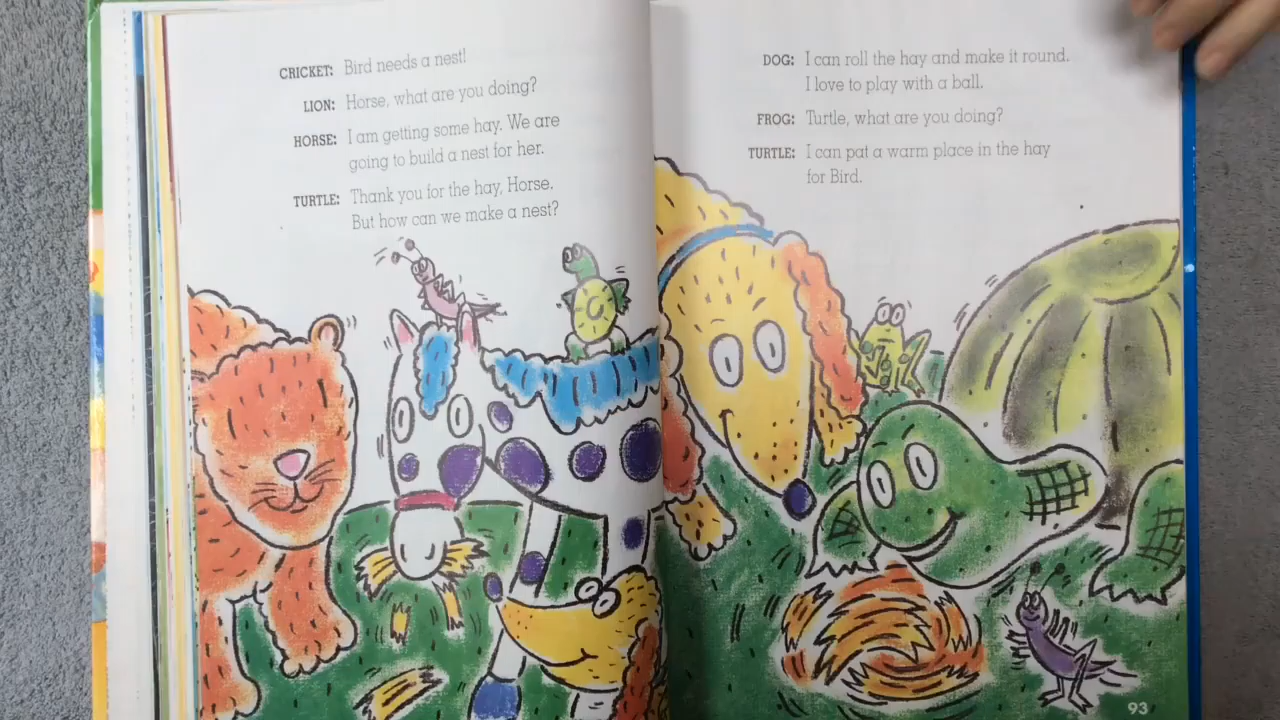 CRICKET: Bird needs a nest!
LION: Horse, what are you doing?
HORSE: I am getting some hay. We are
going to build a nest for her.
TURTLE: Thank you for the hay, Horse.
But how can we make a nest?
DOG: I can roll the hay and make it round.
I love to play with a ball.
FROG: Turtle, what are you doing?
TURTLE: I can pat a warm place in the hay
for Bird.
93